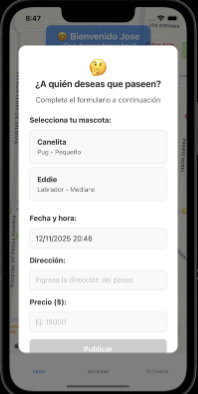 8:47
Bienvenido Jose
¿A quién deseas que paseen?
Completa el formulario a continuación
Selecciona tu mascota:
Canelita
Pug - Pequeño
Eddie
Labrador - Mediano
Fecha y hora:
12/11/2025 20:46
Dirección:
Ingresa la dirección del paseo
Precio ($):
Ej: 15000
Publicar
Inicio
Actividad
Mi Cuenta